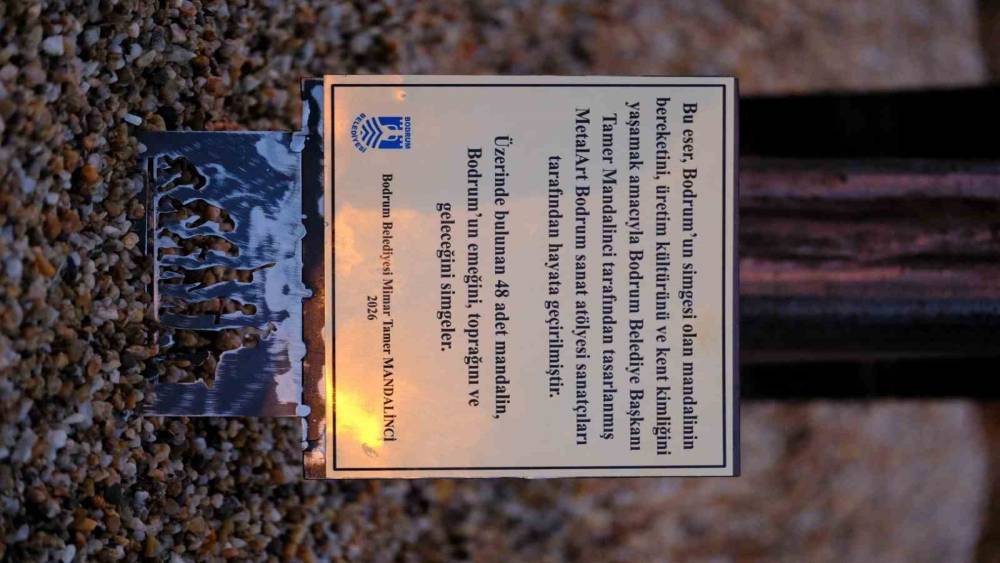 Bu eser, Bodrum’un simgesi olan mandalinin
bereketini, üretim kültürünü ve kent kimliğini
yaşamak amacıyla Bodrum Belediye Başkanı
Tamer Mandalinci tarafından tasarlanmış
MetalArt Bodrum sanat atölyesi sanatçıları
tarafından hayata geçirilmiştir.
Üzerinde bulunan 48 adet mandalin,
Bodrum’un emeğini, toprağını ve
geleceğini simgeler.
BODRUM
BELEDİYESİ
Bodrum Belediyesi Mimar Tamer MANDALİNCİ
2026